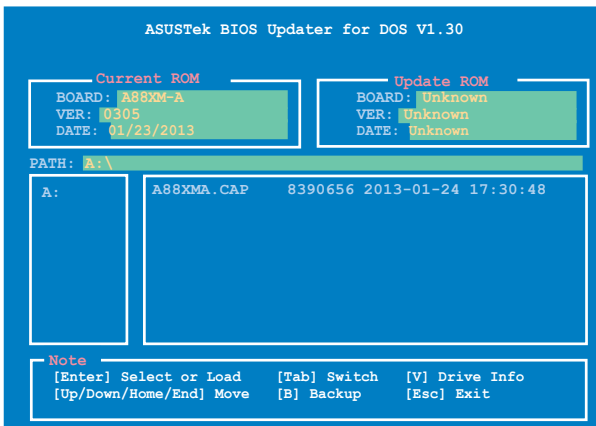 ASUSTek BIOS Updater for DOS V1.30
Current ROM
BOARD: A88XM-A
VER: 0305
DATE: 01/23/2013
Update ROM
BOARD: Unknown
VER: Unknown
DATE: Unknown
PATH: A:\
A:
A88XMA.CAP 8390656 2013-01-24 17:30:48
Note
[Enter] Select or Load [Tab] Switch [V] Drive Info
[Up/Down/Home/End] Move [B] Backup [Esc] Exit